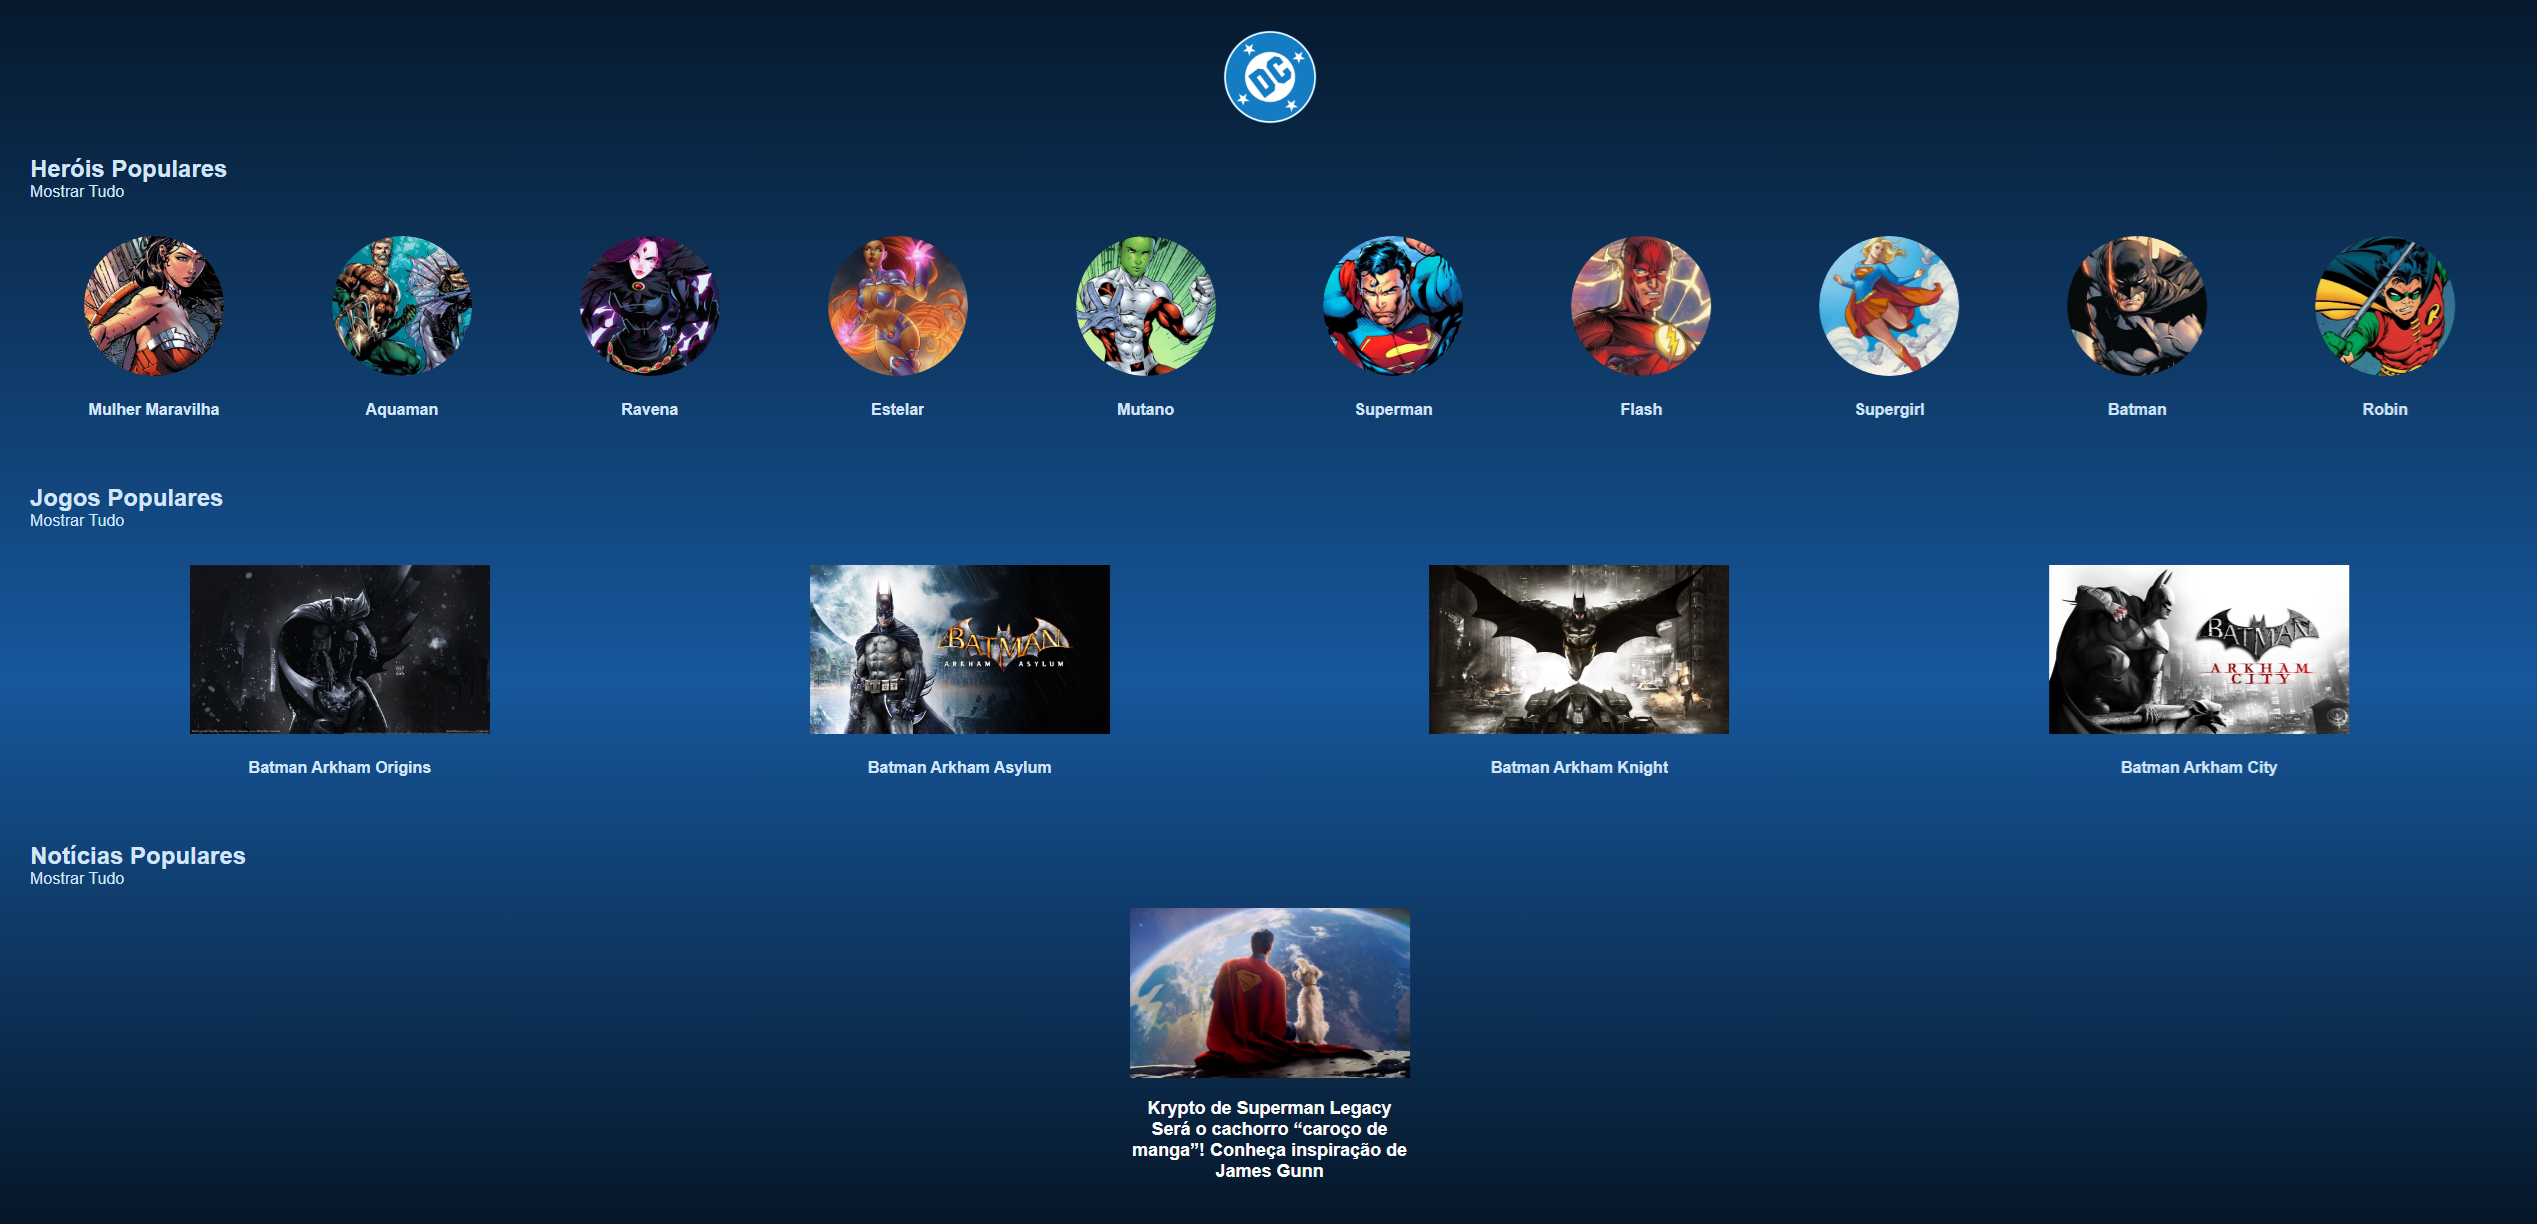 DC
Heróis Populares
Mostrar Tudo
Mulher Maravilha
Aquaman
Ravena
Estelar
Mutano
Superman
Flash
Supergirl
Batman
Robin
Jogos Populares
Mostrar Tudo
BATMAN
ARKHAM ASYLUM
BATMAN
ARKHAM
CITY
Batman Arkham Origins
Batman Arkham Asylum
Batman Arkham Knight
Batman Arkham City
Notícias Populares
Mostrar Tudo
Krypto de Superman Legacy
Será o cachorro “caroço de
manga”! Conheça inspiração de
James Gunn